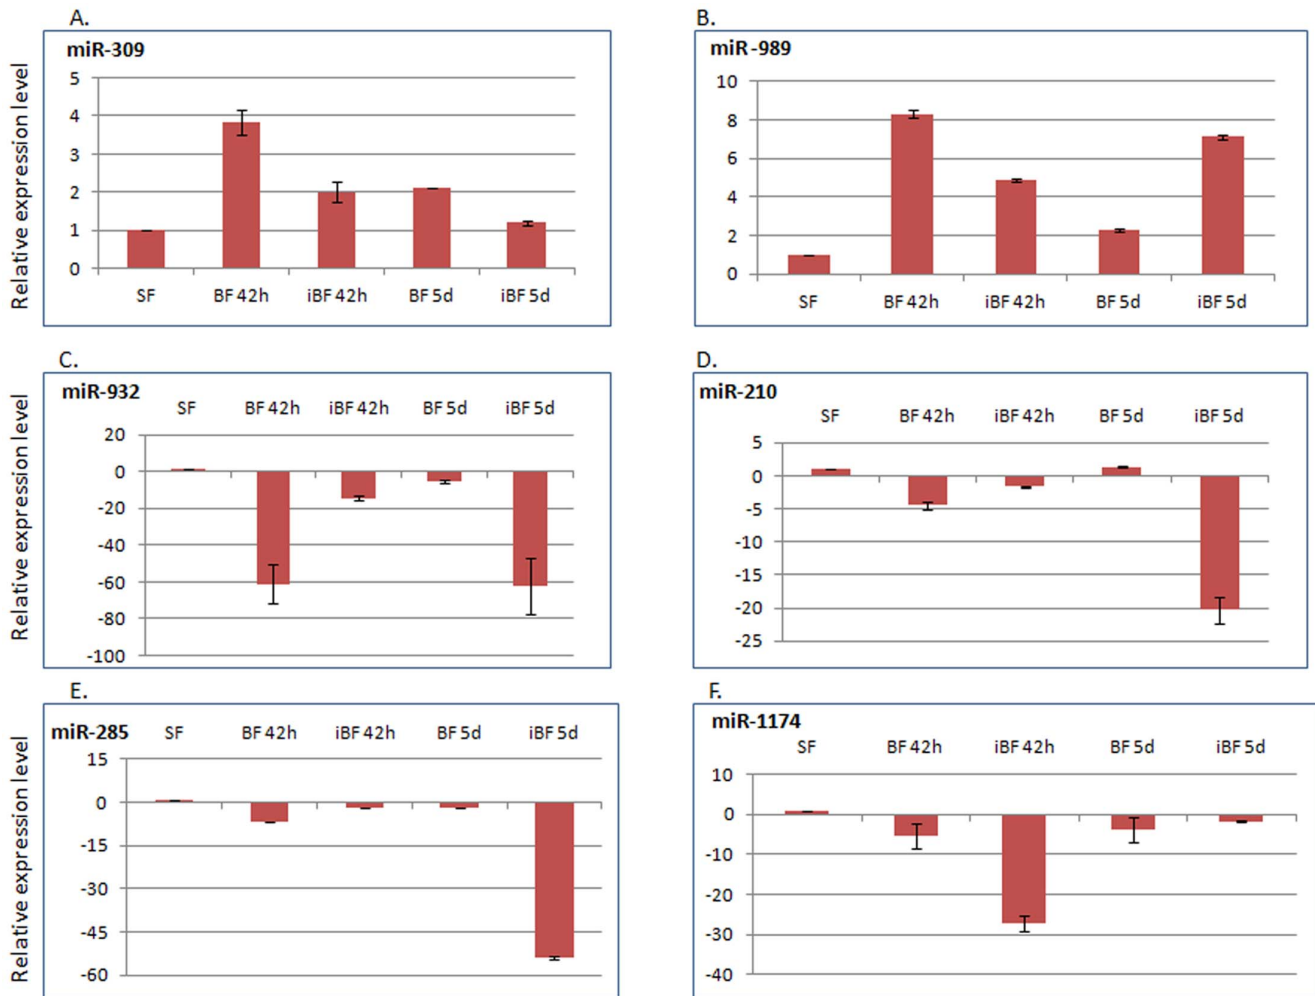 A.
miR-309
Relative expression level
5
4
3
2
1
0
SF BF 42h iBF 42h BF 5d iBF 5d
B.
miR -989
10
8
6
4
2
0
SF BF 42h iBF 42h BF 5d iBF 5d
C.
miR-932
Relative expression level
SF BF 42h iBF 42h BF 5d iBF 5d
20
0
-20
-40
-60
-80
-100
D.
miR-210
SF BF 42h iBF 42h BF 5d iBF 5d
5
0
-5
-10
-15
-20
-25
E.
miR-285 SF BF 42h iBF 42h BF 5d iBF 5d
Relative expression level
15
0
-15
-30
-45
-60
F.
miR-1174
SF BF 42h iBF 42h BF 5d iBF 5d
10
0
-10
-20
-30
-40